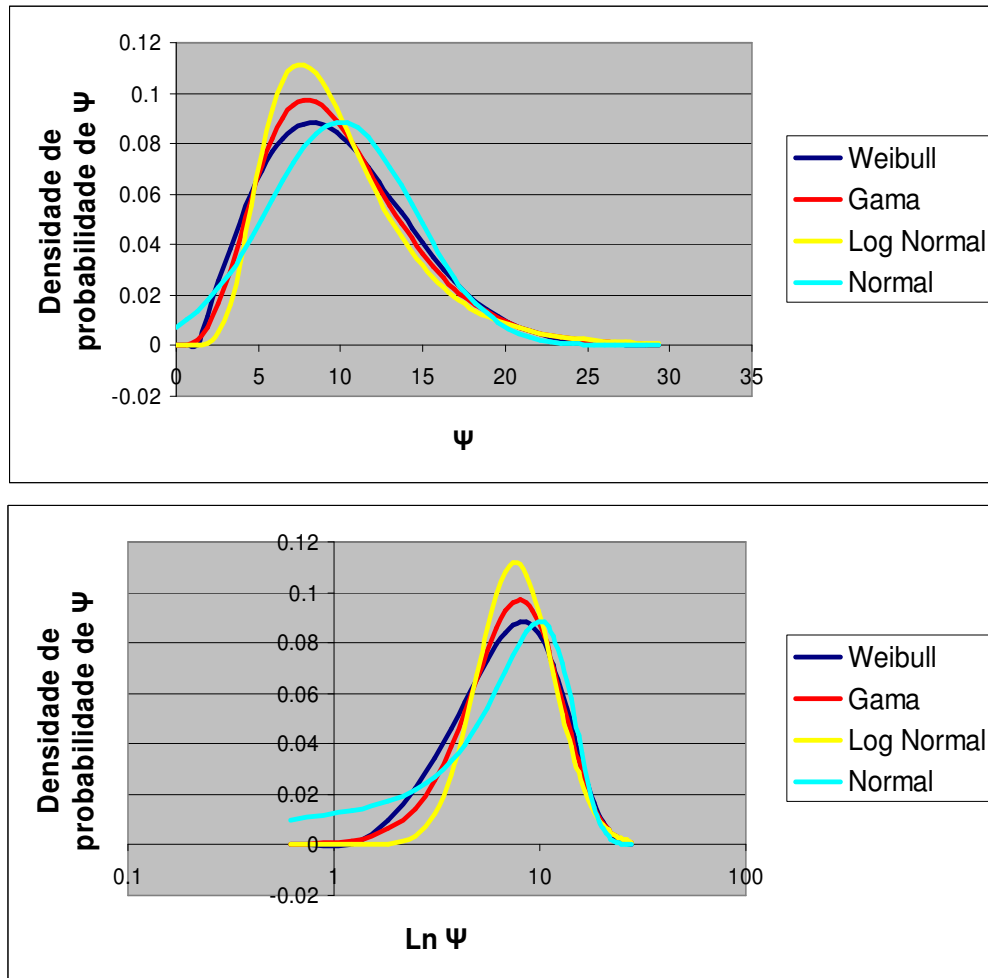 0.12
0.1
0.08
0.06
0.04
0.02
0
-0.02
0 5 10 15 20 25 30 35
Densidade de
probabilidade de Ψ
Ψ
Weibull
Gama
Log Normal
Normal
0.12
0.1
0.08
0.06
0.04
0.02
0
-0.02
0.1 1 10 100
Densidade de
probabilidade de Ψ
Ln Ψ
Weibull
Gama
Log Normal
Normal